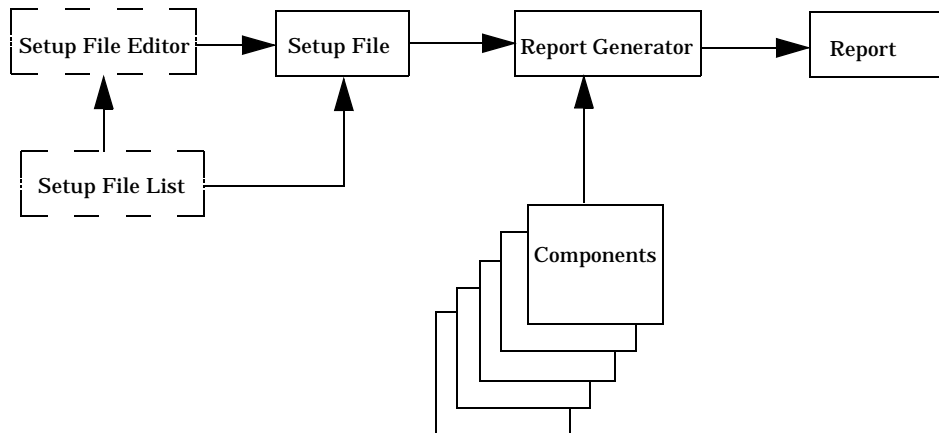 Setup File Editor
Setup File
Report Generator
Report
Setup File List
Components